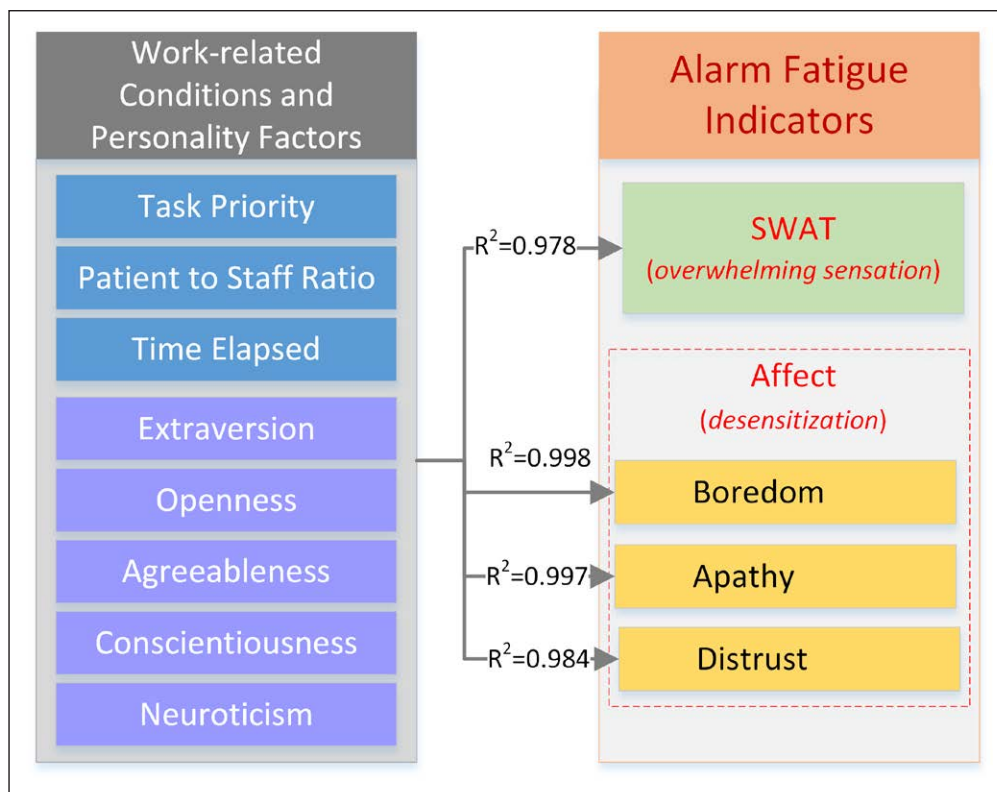 Work-related
Conditions and
Personality Factors
Task Priority
Patient to Staff Ratio
Time Elapsed
Extraversion
Openness
Agreeableness
Conscientiousness
Neuroticism
R²=0.978
R²=0.998
R²=0.997
R²=0.984
Alarm Fatigue
Indicators
SWAT
(overwhelming sensation)
Affect
(desensitization)
Boredom
Apathy
Distrust